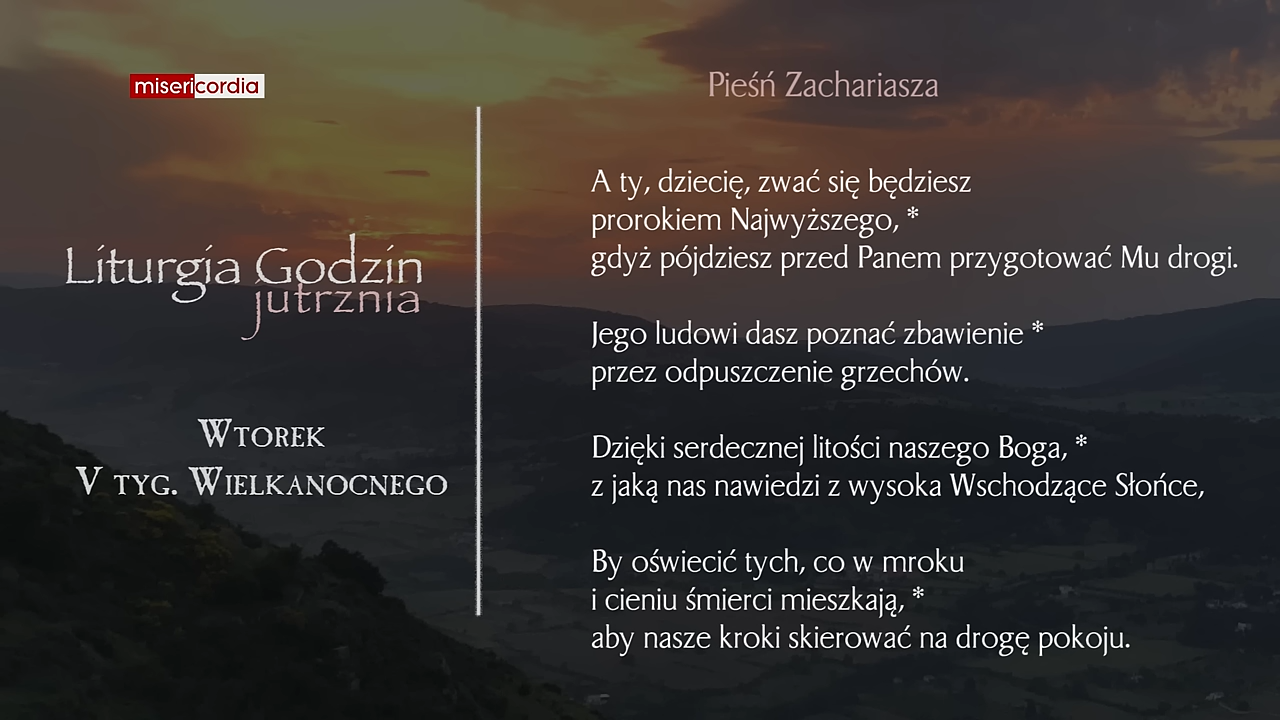 misericordia
Liturgia Godzin
jutrznia
Wtorek
V tyg. Wielkanocnego
Pieśń Zachariasza
A ty, dziecię, zwać się będziesz
prorokiem Najwyższego, *
gdyż pójdziesz przed Panem przygotować Mu drogi.
Jego ludowi dasz poznać zbawienie *
przez odpuszczenie grzechów.
Dzięki serdecznej litości naszego Boga, *
z jaką nas nawiedzi z wysoka Wschodzące Słońce,
By oświecić tych, co w mroku
i cieniu śmierci mieszkają, *
aby nasze kroki skierować na drogę pokoju.